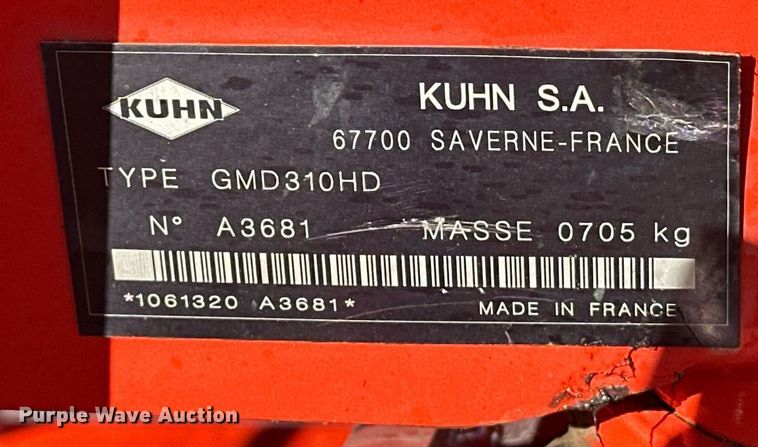 KUHN
KUHN S.A.
67700 SAVERNE-FRANCE
TYPE GMD310HD
N° A3681 MASSE 0705 kg
*1061320 A3681*
MADE IN FRANCE
Purple Wave Auction